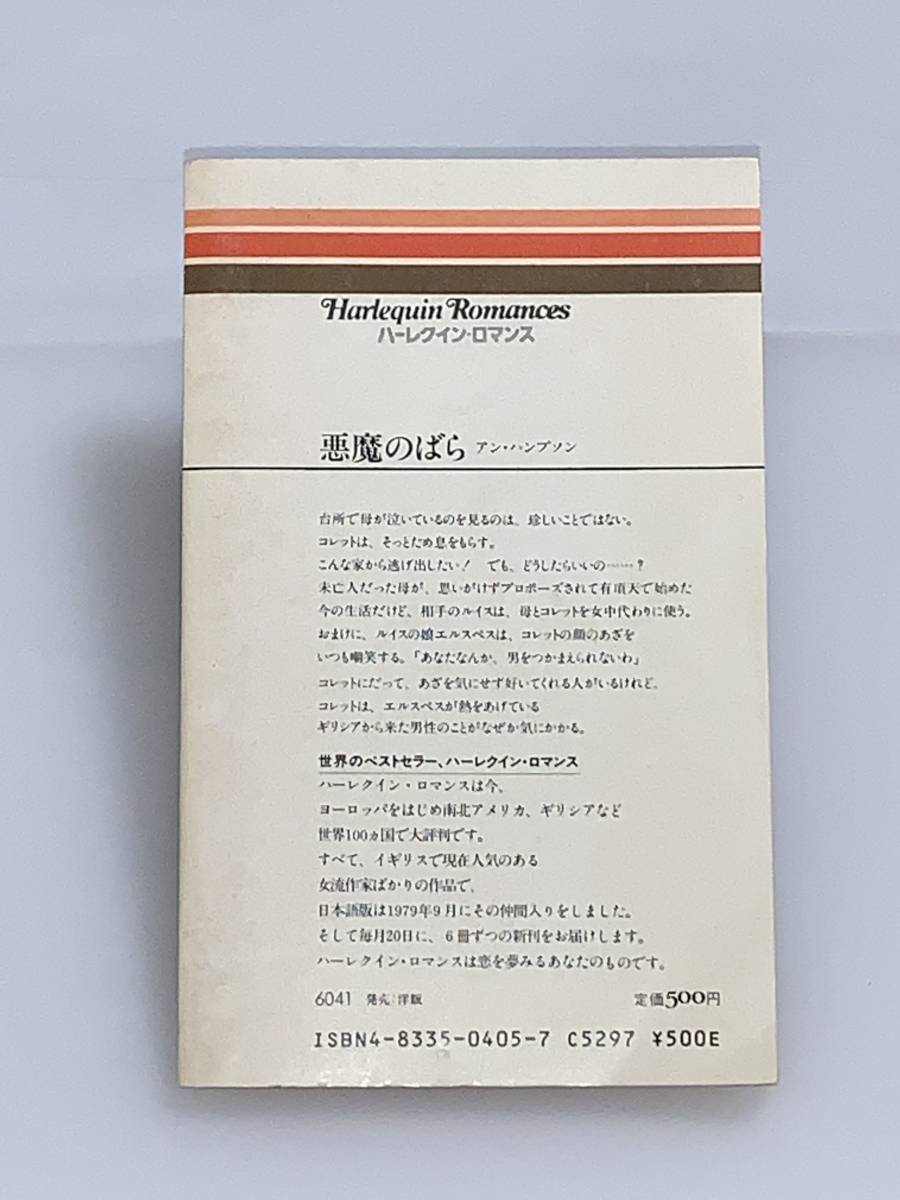 Harlequin Romances
ハーレクイン・ロマンス
悪魔のばら アン・ハンプソン
台所で母が泣いているのを見るのは、珍しいことではない。
コレットは、そっとため息をもらす。
こんな家から逃げ出したい！ でも、どうしたらいいの……？
未亡人だった母が、思いがけずプロポーズされて有頂天で始めた
今の生活だけど、相手のルイスは、母とコレットを女中代わりに使う。
おまけに、ルイスの娘エルスペスは、コレットの顔のあざを
いつも嘲笑する。「あなたなんか、男をつかまえられないわ」
コレットにだって、あざを気にせず好いてくれる人がいるけれど。
コレットは、エルスペスが熱をあげている
ギリシアから来た男性のことがなぜか気にかかる。
世界のベストセラー、ハーレクイン・ロマンス
ハーレクイン・ロマンスは今、
ヨーロッパをはじめ南北アメリカ、ギリシアなど
世界100ヵ国で大評判です。
すべて、イギリスで現在人気のある
女流作家ばかりの作品で、
日本語版は1979年9月にその仲間入りをしました。
そして毎月20日に、6冊ずつの新刊をお届けします。
ハーレクイン・ロマンスは恋を夢みるあなたのものです。
6041 発売/洋販 定価500円
ISBN4-8335-0405-7 C5297 ¥500E